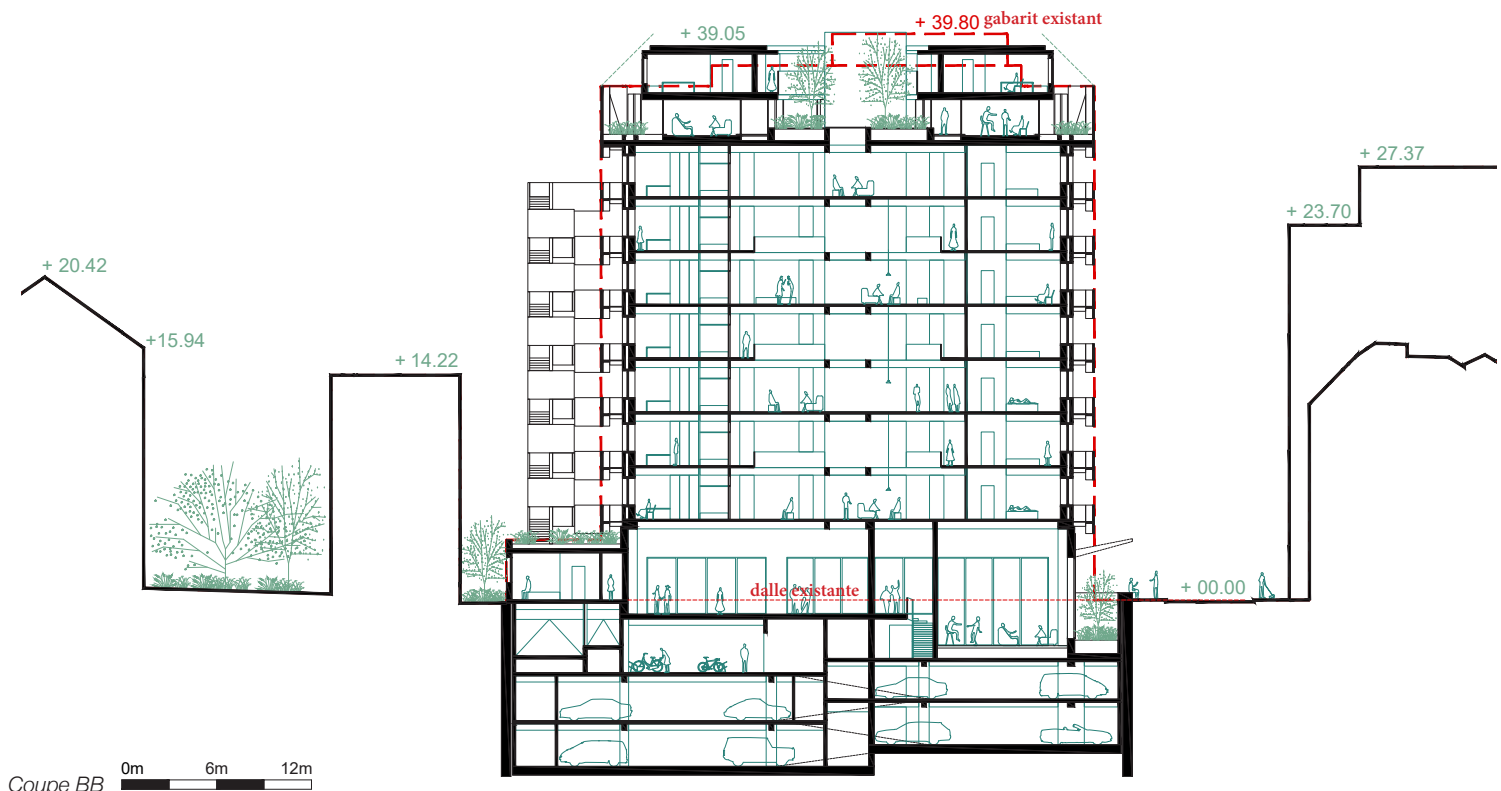 + 39.80 gabarit existant
+ 39.05
+ 27.37
+ 23.70
+ 20.42
+15.94
+ 14.22
dalle existante
+ 00.00
Coupe BB
0m 6m 12m